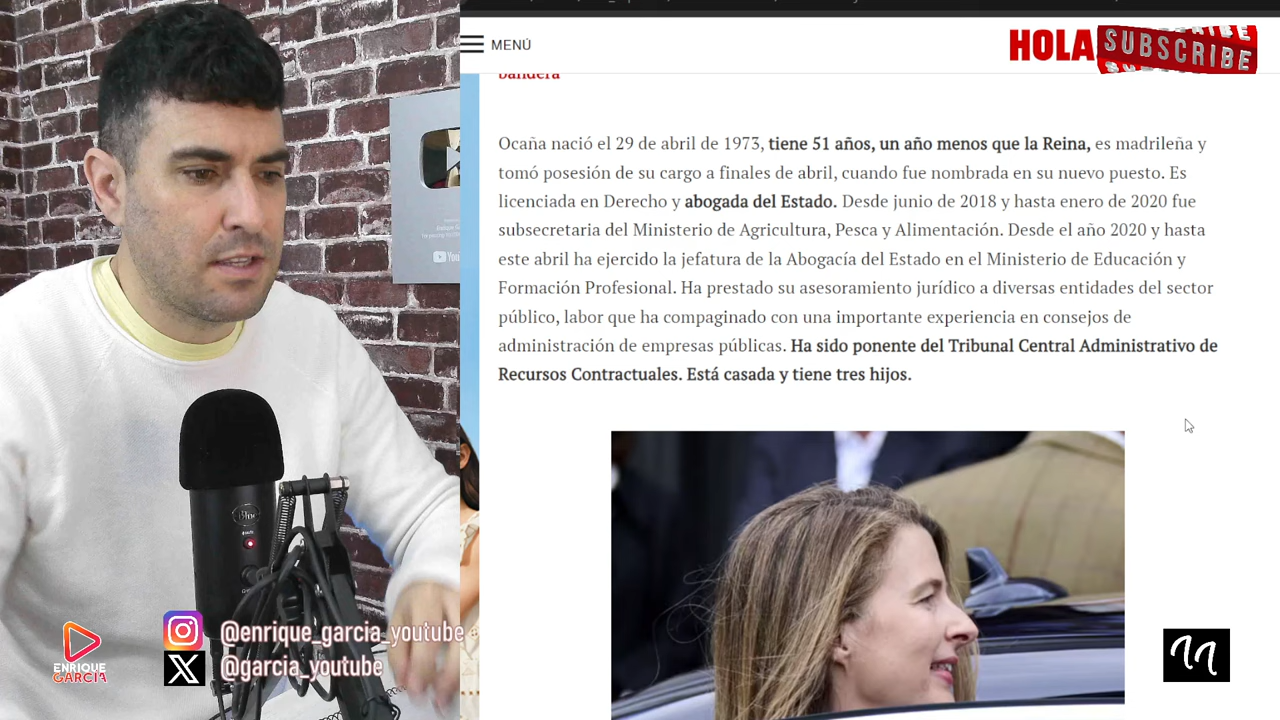 MENÚ
HOLA
SUBSCRIBE
bandera
Ocaña nació el 29 de abril de 1973, tiene 51 años, un año menos que la Reina, es madrileña y
tomó posesión de su cargo a finales de abril, cuando fue nombrada en su nuevo puesto. Es
licenciada en Derecho y abogada del Estado. Desde junio de 2018 y hasta enero de 2020 fue
subsecretaria del Ministerio de Agricultura, Pesca y Alimentación. Desde el año 2020 y hasta
este abril ha ejercido la jefatura de la Abogacía del Estado en el Ministerio de Educación y
Formación Profesional. Ha prestado su asesoramiento jurídico a diversas entidades del sector
público, labor que ha compaginado con una importante experiencia en consejos de
administración de empresas públicas. Ha sido ponente del Tribunal Central Administrativo de
Recursos Contractuales. Está casada y tiene tres hijos.
Blue
@enrique_garcia_youtube
@garcia_youtube
ENRIQUE
GARCIA